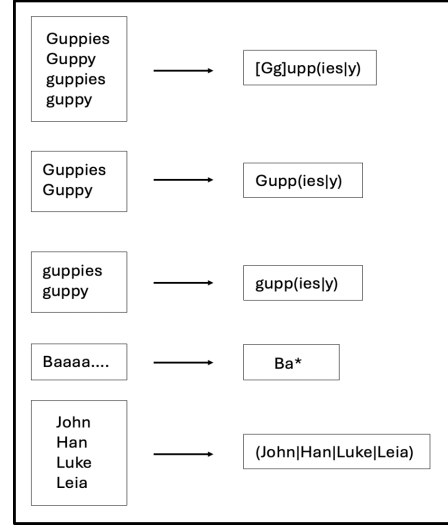 Guppies
Guppy
guppies
guppy
[Gg]upp(ies|y)
Guppies
Guppy
Gupp(ies|y)
guppies
guppy
gupp(ies|y)
Baaaa....
Ba*
John
Han
Luke
Leia
(John|Han|Luke|Leia)